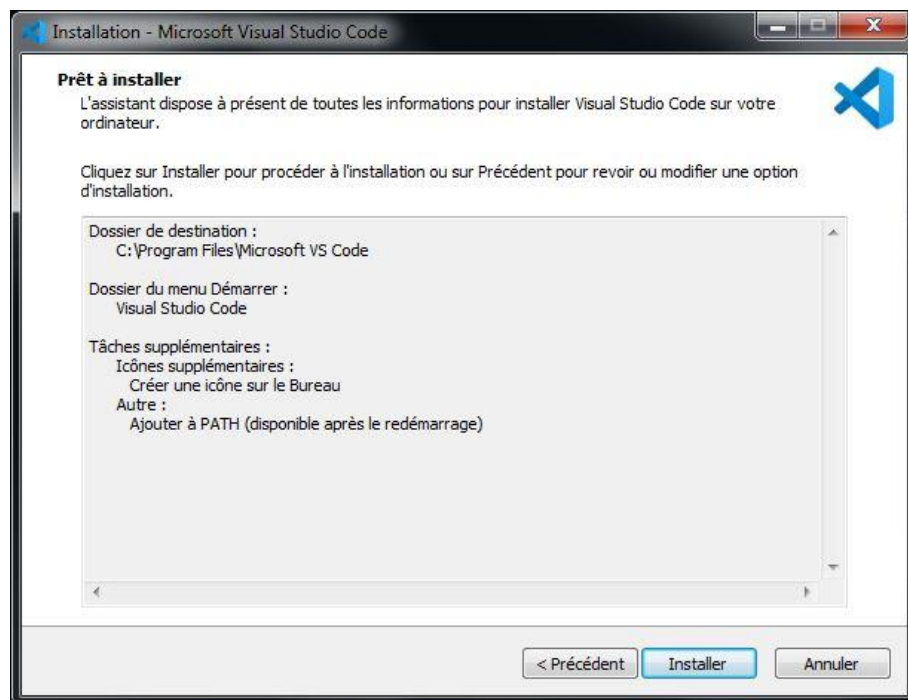 Installation - Microsoft Visual Studio Code
Prêt à installer
L'assistant dispose à présent de toutes les informations pour installer Visual Studio Code sur votre
ordinateur.
Cliquez sur Installer pour procéder à l'installation ou sur Précédent pour revoir ou modifier une option
d'installation.
Dossier de destination :
C:\Program Files\Microsoft VS Code
Dossier du menu Démarrer :
Visual Studio Code
Tâches supplémentaires :
Icônes supplémentaires :
Créer une icône sur le Bureau
Autre :
Ajouter à PATH (disponible après le redémarrage)
< Précédent Installer Annuler